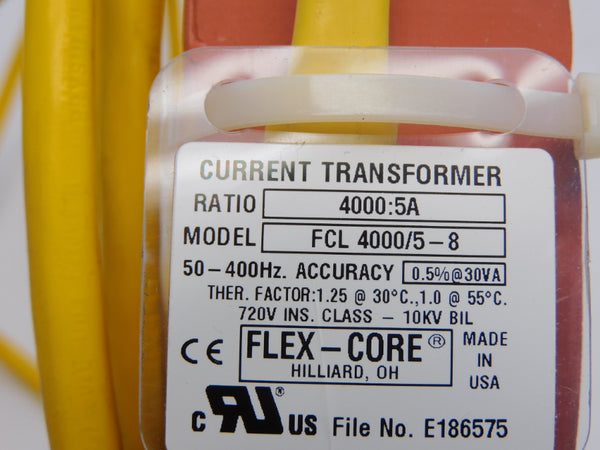 CURRENT TRANSFORMER
RATIO 4000:5A
MODEL FCL 4000/5-8
50-400Hz. ACCURACY 0.5%@30VA
THER. FACTOR:1.25 @ 30°C.,1.0 @ 55°C.
720V INS. CLASS - 10KV BIL
CE FLEX-CORE® MADE
HILLIARD, OH IN
USA
c RU® US File No. E186575